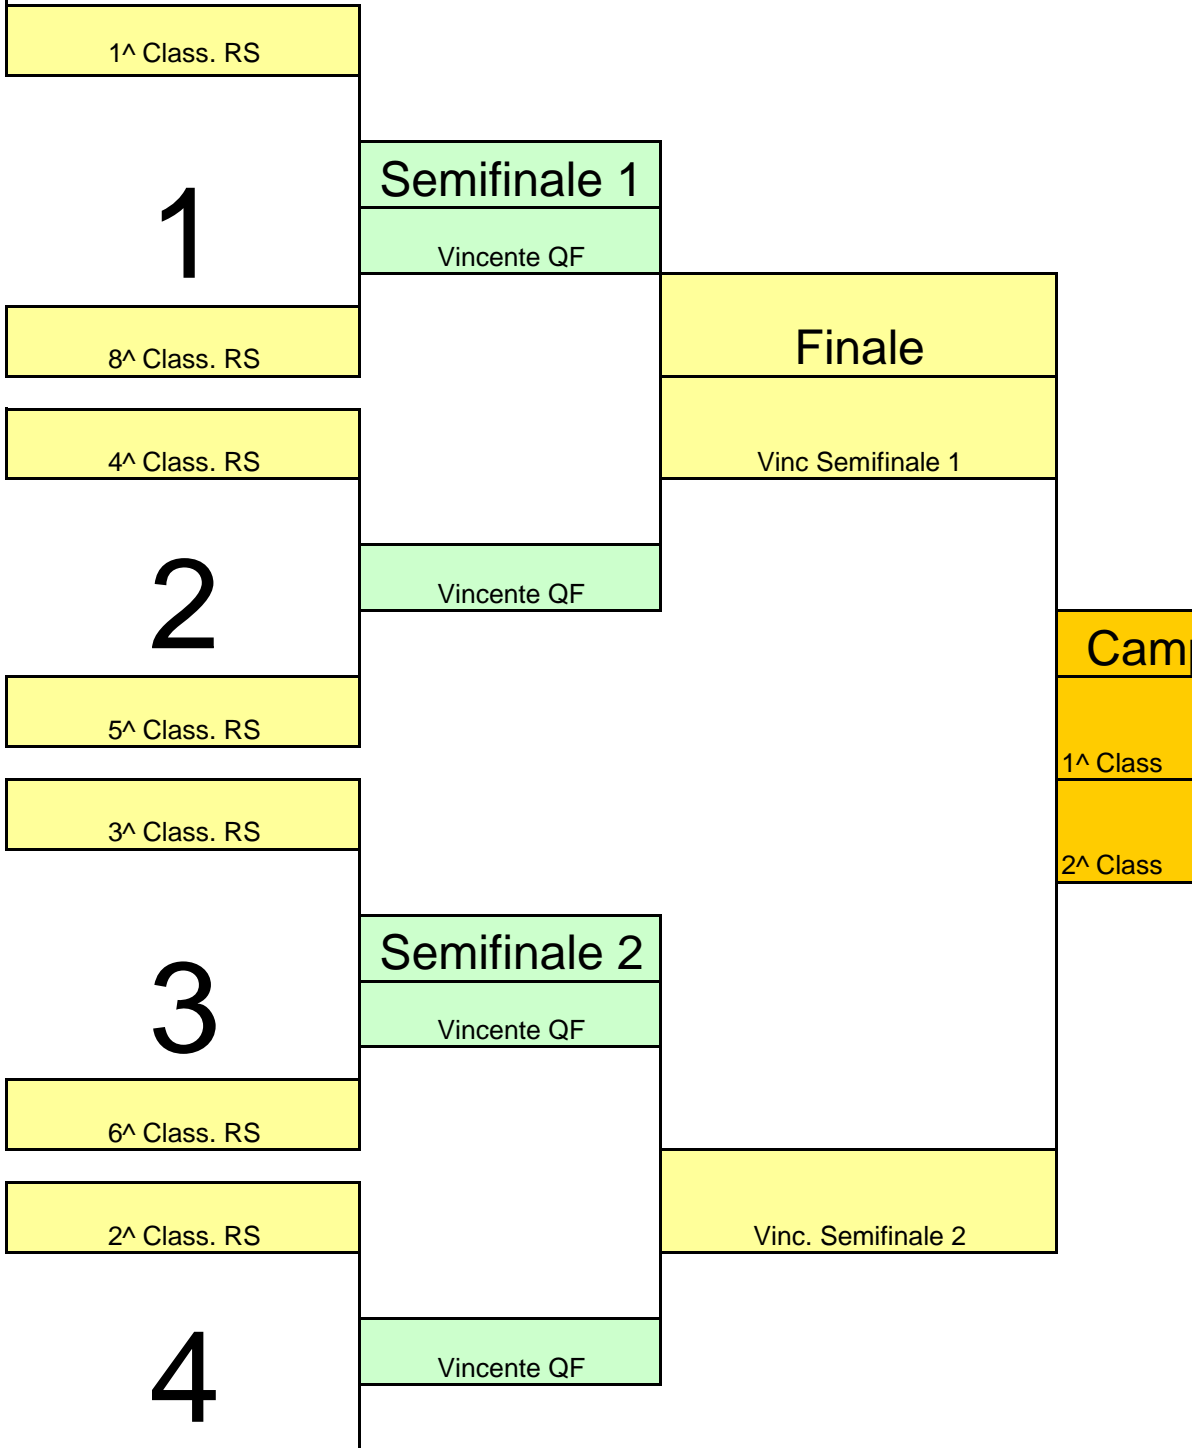 1^ Class. RS
1
8^ Class. RS
4^ Class. RS
2
5^ Class. RS
3^ Class. RS
3
6^ Class. RS
2^ Class. RS
4
Semifinale 1
Vincente QF
Vincente QF
Semifinale 2
Vincente QF
Vincente QF
Finale
Vinc Semifinale 1
Vinc. Semifinale 2
1^ Class
2^ Class